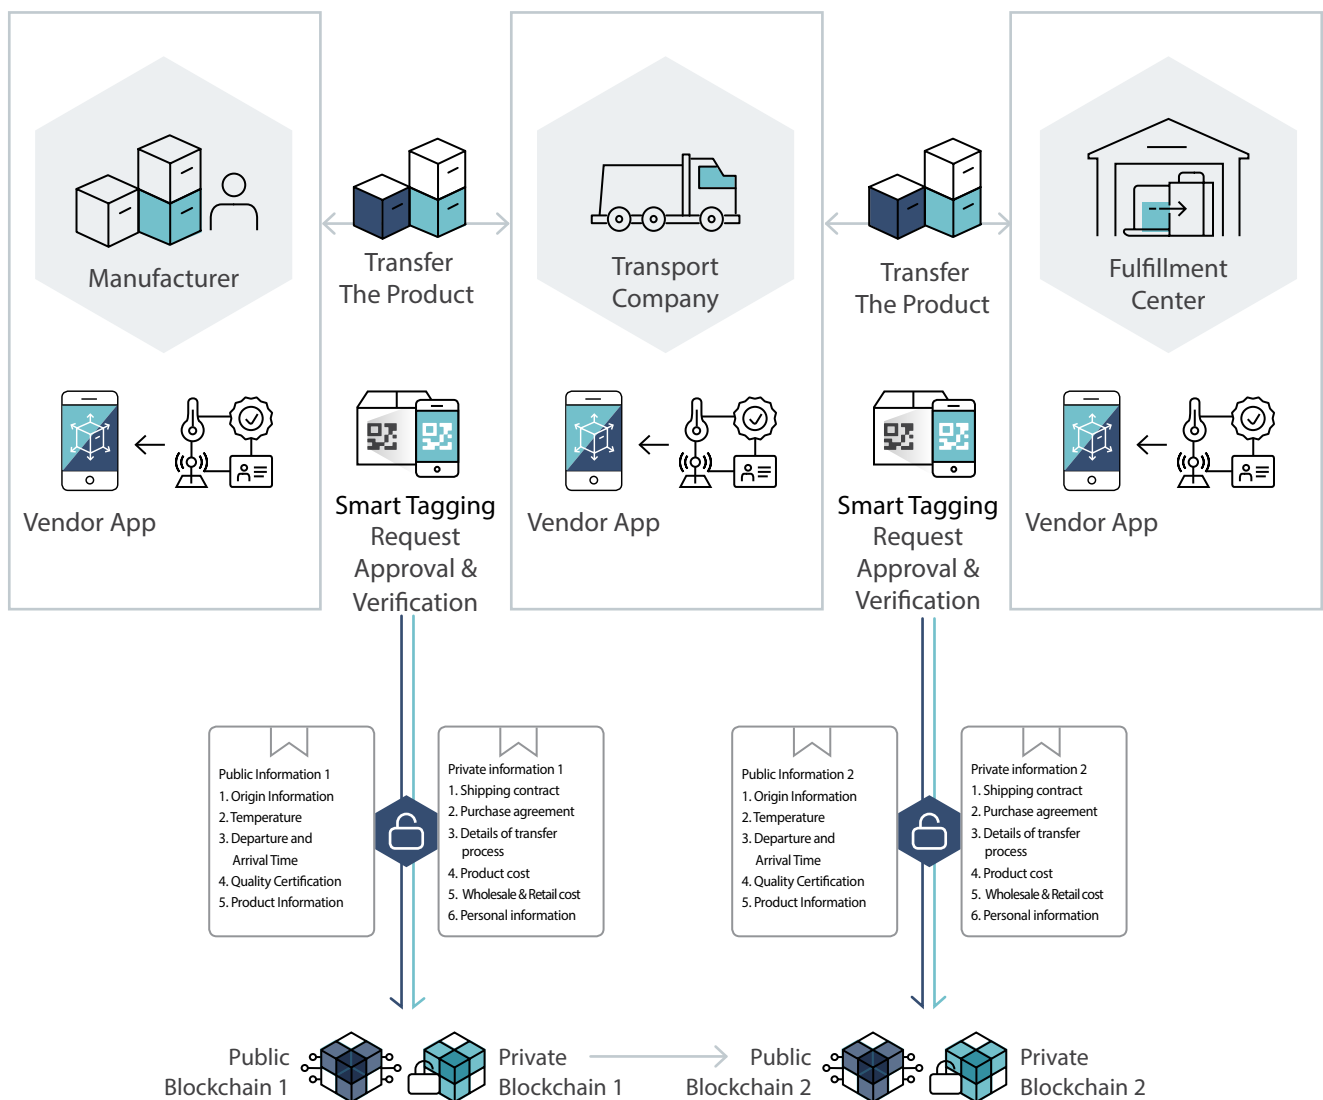 Manufacturer
Transfer
The Product
Transport
Company
Transfer
The Product
Fulfillment
Center
Vendor App
Smart Tagging
Request
Approval &
Verification
Vendor App
Smart Tagging
Request
Approval &
Verification
Vendor App
Public Information 1
1. Origin Information
2. Temperature
3. Departure and
Arrival Time
4. Quality Certification
5. Product Information
Private information 1
1. Shipping contract
2. Purchase agreement
3. Details of transfer
process
4. Product cost
5. Wholesale & Retail cost
6. Personal information
Public Information 2
1. Origin Information
2. Temperature
3. Departure and
Arrival Time
4. Quality Certification
5. Product Information
Private information 2
1. Shipping contract
2. Purchase agreement
3. Details of transfer
process
4. Product cost
5. Wholesale & Retail cost
6. Personal information
Public
Blockchain 1
Private
Blockchain 1
Public
Blockchain 2
Private
Blockchain 2